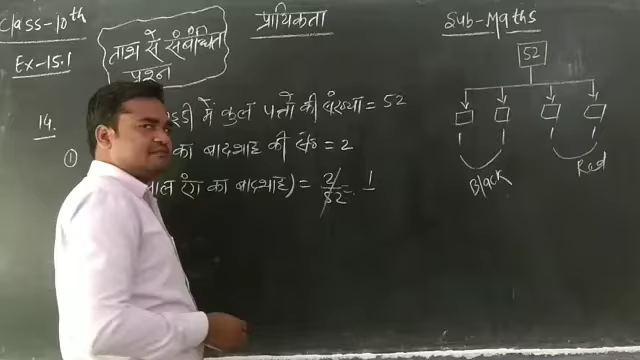 Class-10th
प्रायिकता
Sub-Maths
Ex-15.1
ताश से संबंधित
प्रश्न
52
14.
में कुल पत्तों की संख्या = 52
① का बादशाह की सं॰ = 2
लाल रंग का बादशाह) = 2/52 = 1
Black
Red